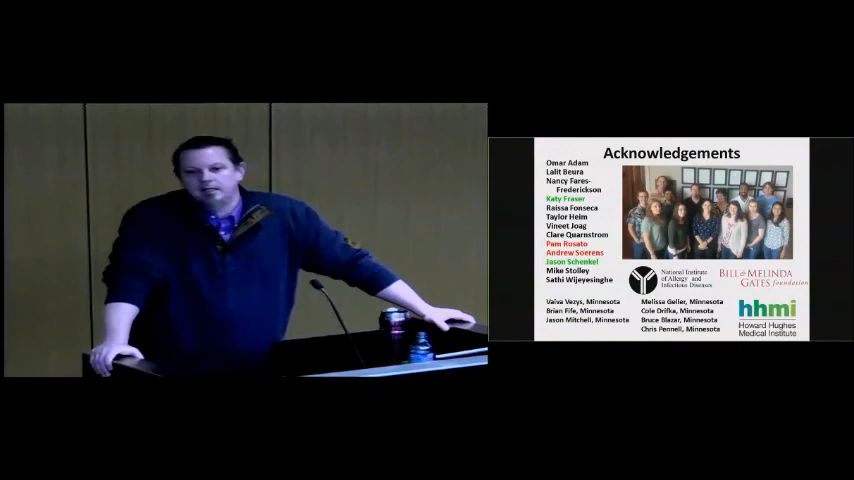 Acknowledgements
Omar Adam
Lalit Beura
Nancy Fares-
Frederickson
Katy Fraser
Raissa Fonseca
Taylor Heim
Vineet Joag
Clare Quarnstrom
Pam Rosato
Andrew Soerens
Jason Schenkel
Mike Stolley
Sathi Wijeyesinghe
National Institute
of Allergy and
Infectious Diseases
BILL & MELINDA
GATES foundation
Vaiva Vezys, Minnesota
Brian Fife, Minnesota
Jason Mitchell, Minnesota
Melissa Geller, Minnesota
Cole Drifka, Minnesota
Bruce Blazar, Minnesota
Chris Pennell, Minnesota
hhmi
Howard Hughes
Medical Institute